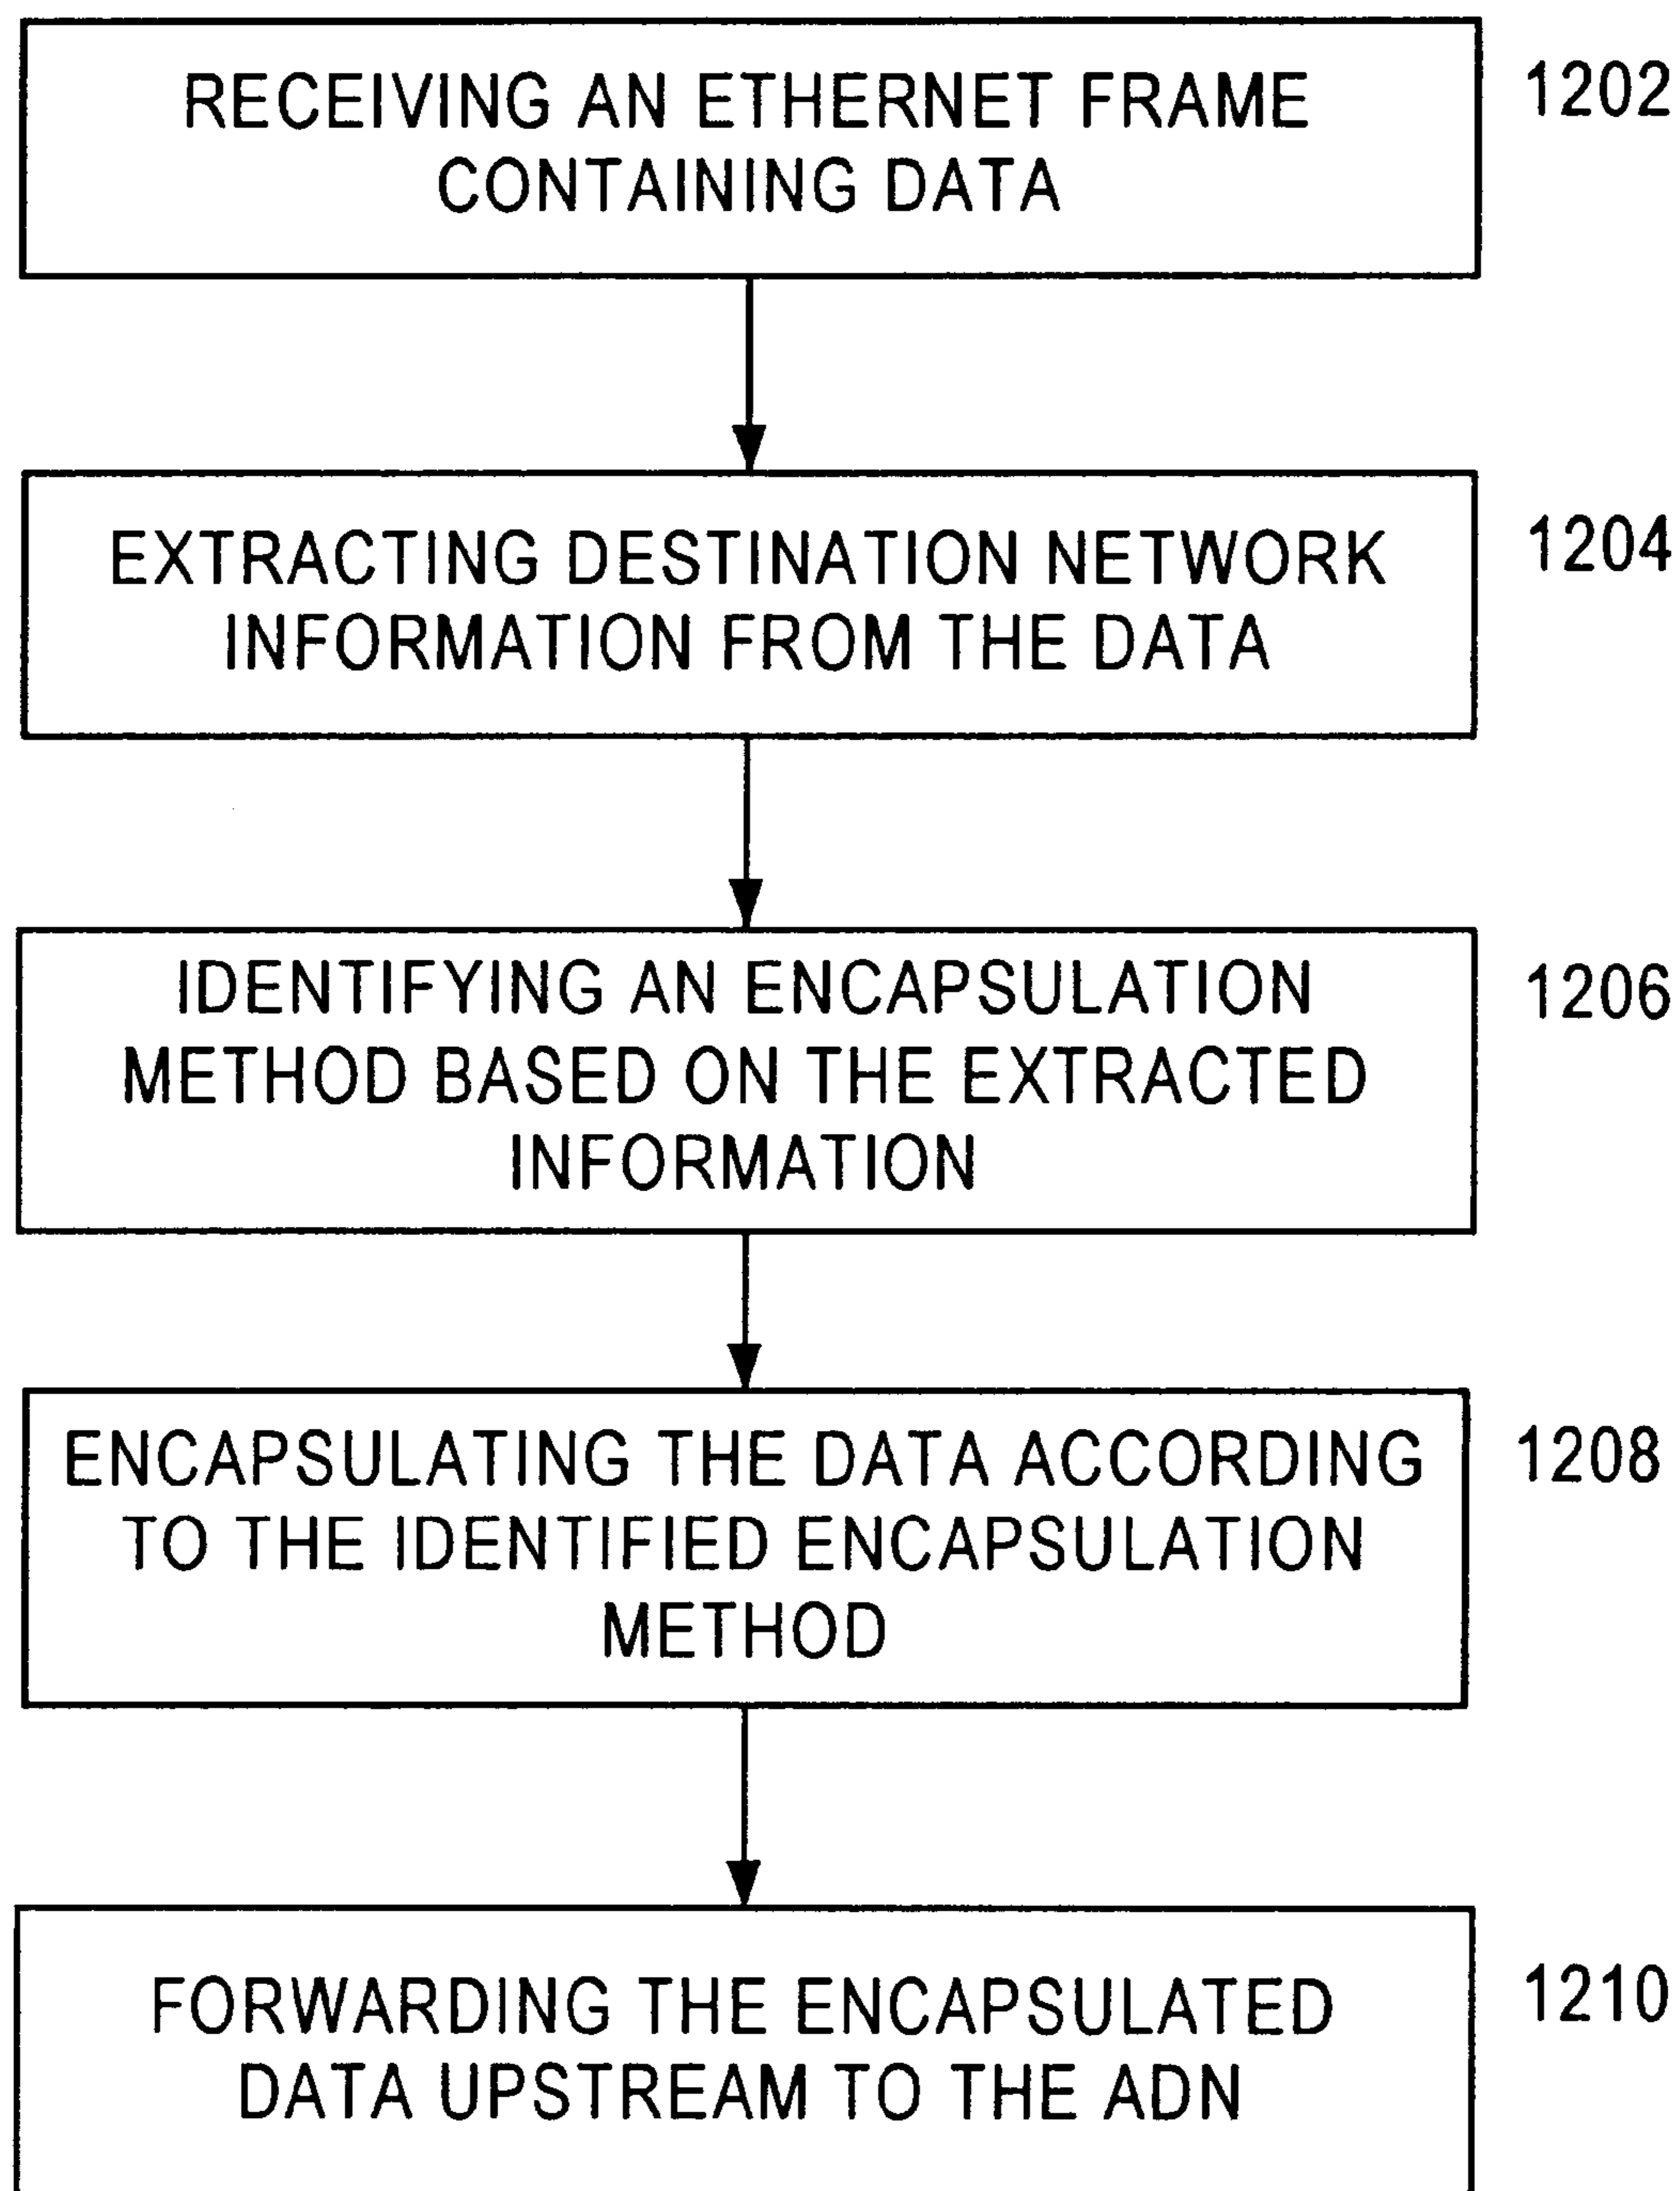 RECEIVING AN ETHERNET FRAME
CONTAINING DATA
1202
EXTRACTING DESTINATION NETWORK
INFORMATION FROM THE DATA
1204
IDENTIFYING AN ENCAPSULATION
METHOD BASED ON THE EXTRACTED
INFORMATION
1206
ENCAPSULATING THE DATA ACCORDING
TO THE IDENTIFIED ENCAPSULATION
METHOD
1208
FORWARDING THE ENCAPSULATED
DATA UPSTREAM TO THE ADN
1210